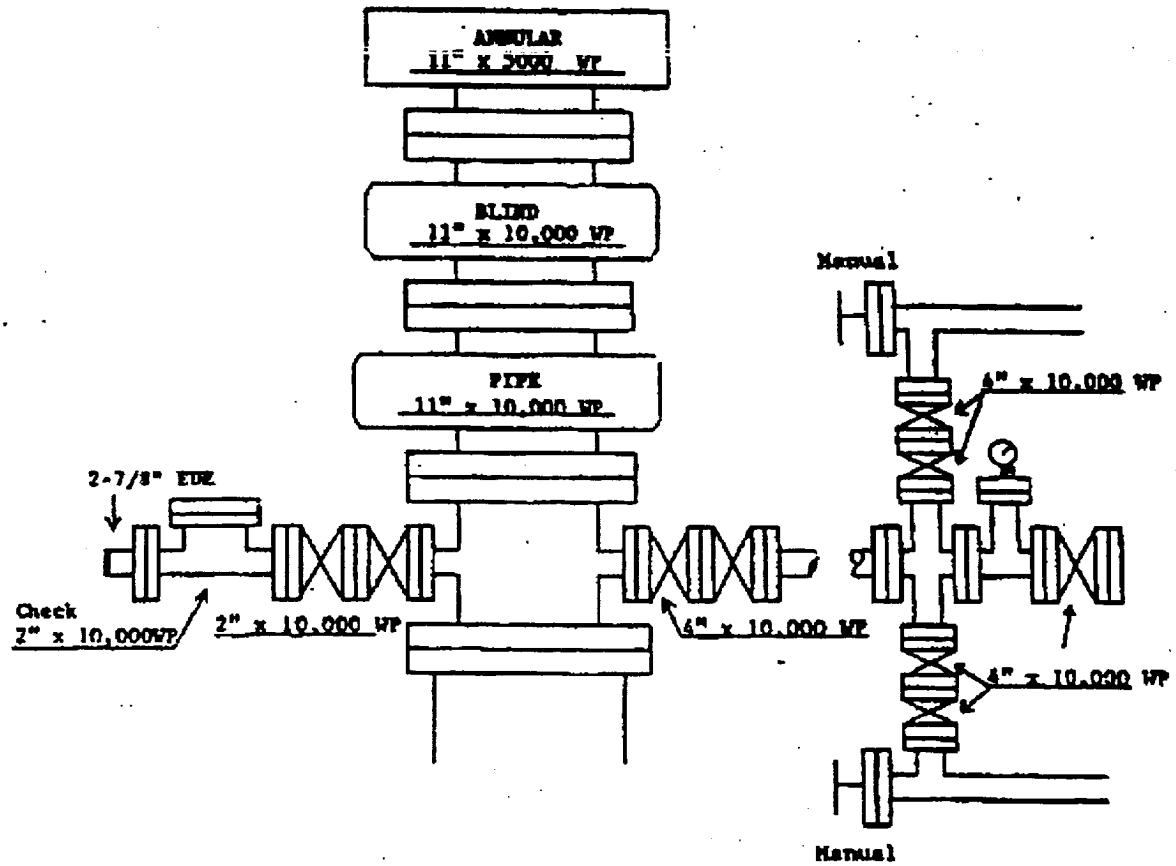 ANNULAR
11" x 5000 WP
BLIND
11" x 10,000 WP
Manual
PIPE
11" x 10,000 WP
4" x 10.000 WP
2-7/8" EUE
Check
2" x 10,000WP
2" x 10.000 WP
4" x 10.000 WP
4" x 10.000 WP
Manual